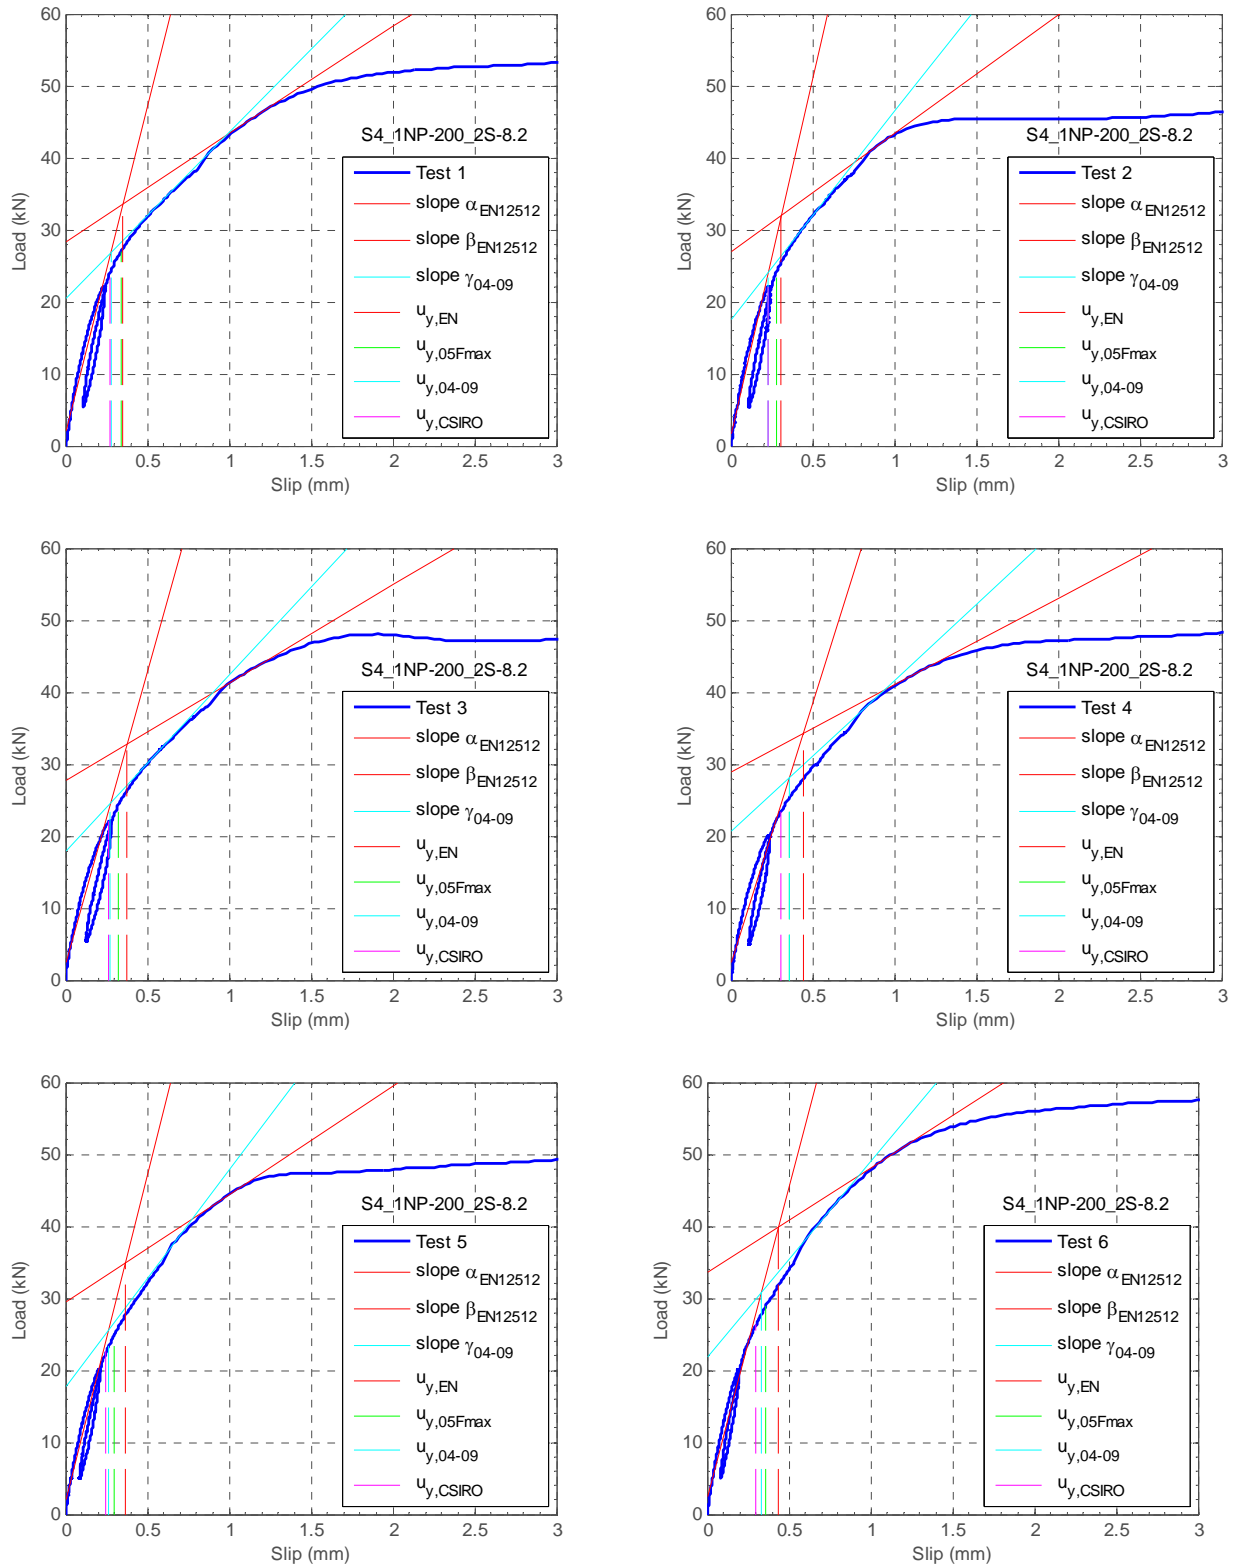 60
50
40
30
20
10
0
Load (kN)
0 0.5 1 1.5 2 2.5 3
Slip (mm)
S4_1NP-200_2S-8.2
Test 1
slope αEN12512
slope βEN12512
slope γ04-09
uy,EN
uy,05Fmax
uy,04-09
uy,CSIRO
60
50
40
30
20
10
0
Load (kN)
0 0.5 1 1.5 2 2.5 3
Slip (mm)
S4_1NP-200_2S-8.2
Test 2
slope αEN12512
slope βEN12512
slope γ04-09
uy,EN
uy,05Fmax
uy,04-09
uy,CSIRO
60
50
40
30
20
10
0
Load (kN)
0 0.5 1 1.5 2 2.5 3
Slip (mm)
S4_1NP-200_2S-8.2
Test 3
slope αEN12512
slope βEN12512
slope γ04-09
uy,EN
uy,05Fmax
uy,04-09
uy,CSIRO
60
50
40
30
20
10
0
Load (kN)
0 0.5 1 1.5 2 2.5 3
Slip (mm)
S4_1NP-200_2S-8.2
Test 4
slope αEN12512
slope βEN12512
slope γ04-09
uy,EN
uy,05Fmax
uy,04-09
uy,CSIRO
60
50
40
30
20
10
0
Load (kN)
0 0.5 1 1.5 2 2.5 3
Slip (mm)
S4_1NP-200_2S-8.2
Test 5
slope αEN12512
slope βEN12512
slope γ04-09
uy,EN
uy,05Fmax
uy,04-09
uy,CSIRO
60
50
40
30
20
10
0
Load (kN)
0 0.5 1 1.5 2 2.5 3
Slip (mm)
S4_1NP-200_2S-8.2
Test 6
slope αEN12512
slope βEN12512
slope γ04-09
uy,EN
uy,05Fmax
uy,04-09
uy,CSIRO